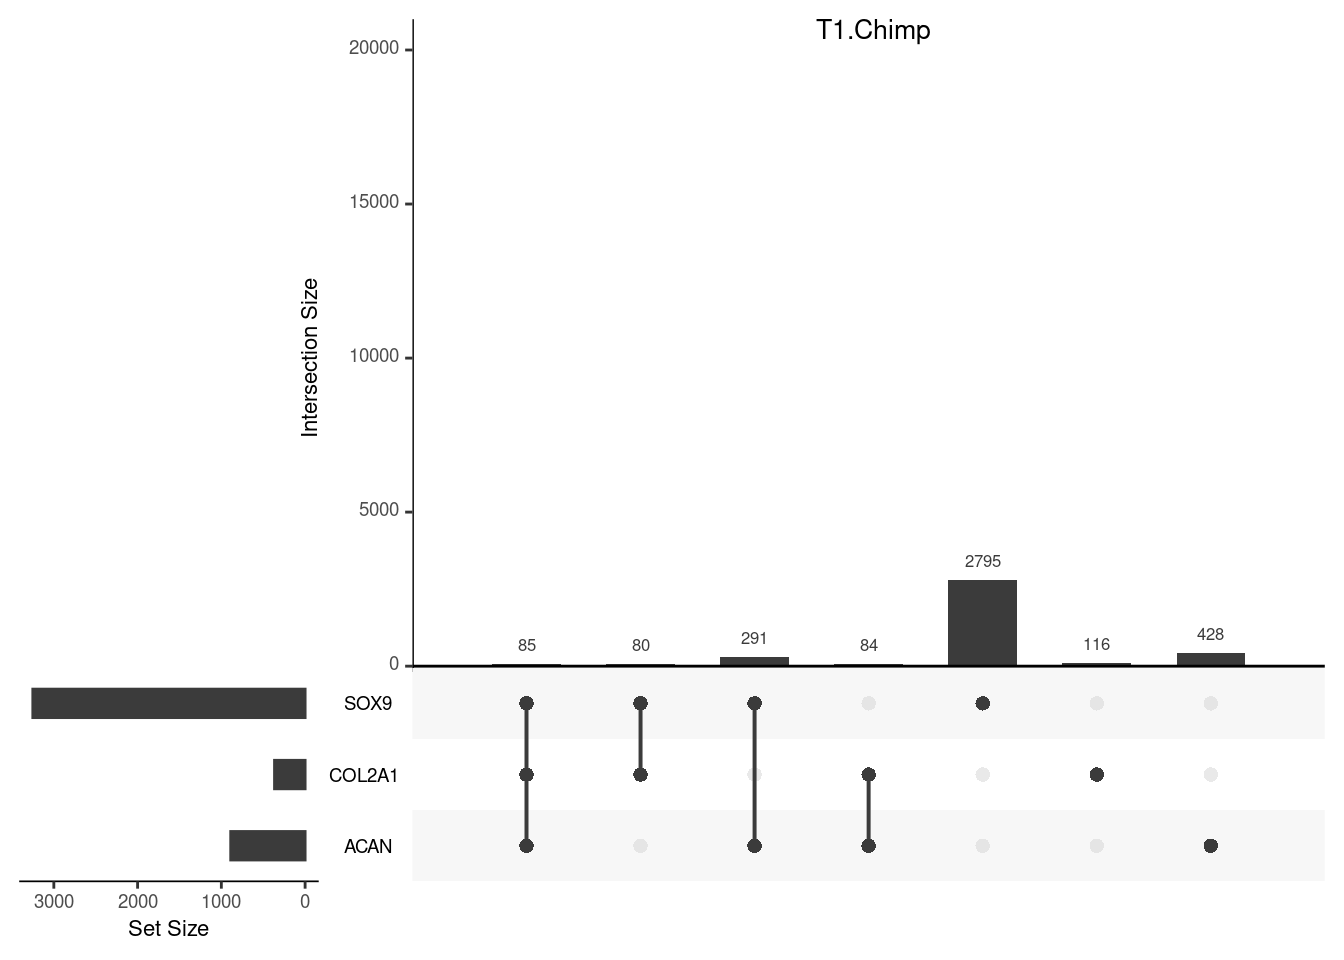 T1.Chimp
20000
15000
10000
5000
0
Intersection Size
85 80 291 84 2795 116 428
SOX9
COL2A1
ACAN
3000 2000 1000 0
Set Size